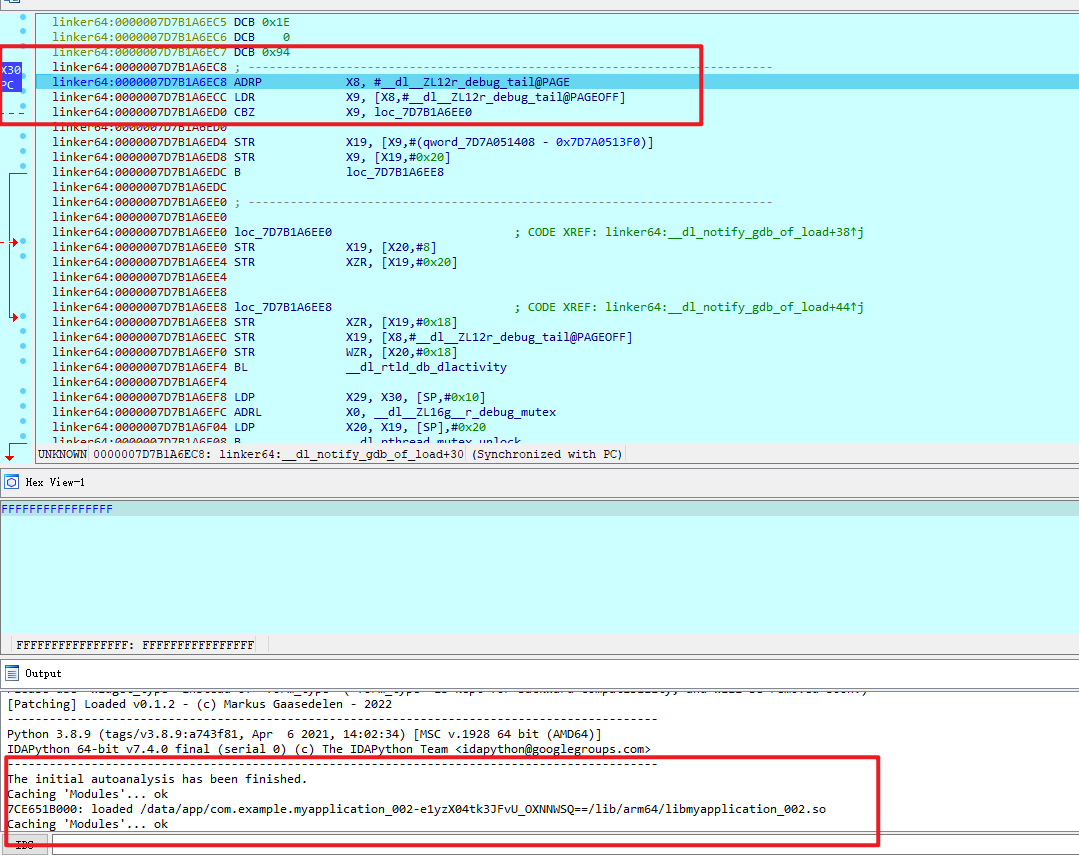 linker64:0000007D7B1A6EC5 DCB 0x1E
linker64:0000007D7B1A6EC6 DCB    0
linker64:0000007D7B1A6EC7 DCB 0x94
linker64:0000007D7B1A6EC8 ; ---------------------------------------------------------------------------
X30
linker64:0000007D7B1A6EC8 ADRP            X8, #__dl__ZL12r_debug_tail@PAGE
PC
linker64:0000007D7B1A6ECC LDR             X9, [X8,#__dl__ZL12r_debug_tail@PAGEOFF]
linker64:0000007D7B1A6ED0 CBZ             X9, loc_7D7B1A6EE0
linker64:0000007D7B1A6ED0
linker64:0000007D7B1A6ED4 STR             X19, [X9,#(qword_7D7A051408 - 0x7D7A0513F0)]
linker64:0000007D7B1A6ED8 STR             X9, [X19,#0x20]
linker64:0000007D7B1A6EDC B               loc_7D7B1A6EE8
linker64:0000007D7B1A6EDC
linker64:0000007D7B1A6EE0 ; ---------------------------------------------------------------------------
linker64:0000007D7B1A6EE0
linker64:0000007D7B1A6EE0 loc_7D7B1A6EE0                          ; CODE XREF: linker64:__dl_notify_gdb_of_load+38↑j
linker64:0000007D7B1A6EE0 STR             X19, [X20,#8]
linker64:0000007D7B1A6EE4 STR             XZR, [X19,#0x20]
linker64:0000007D7B1A6EE4
linker64:0000007D7B1A6EE8
linker64:0000007D7B1A6EE8 loc_7D7B1A6EE8                          ; CODE XREF: linker64:__dl_notify_gdb_of_load+44↑j
linker64:0000007D7B1A6EE8 STR             XZR, [X19,#0x18]
linker64:0000007D7B1A6EEC STR             X19, [X8,#__dl__ZL12r_debug_tail@PAGEOFF]
linker64:0000007D7B1A6EF0 STR             WZR, [X20,#0x18]
linker64:0000007D7B1A6EF4 BL              __dl_rtld_db_dlactivity
linker64:0000007D7B1A6EF4
linker64:0000007D7B1A6EF8 LDP             X29, X30, [SP,#0x10]
linker64:0000007D7B1A6EFC ADRL            X0, __dl__ZL16g__r_debug_mutex
linker64:0000007D7B1A6F04 LDP             X20, X19, [SP],#0x20
linker64:0000007D7B1A6F08 B               __dl_pthread_mutex_unlock
UNKNOWN 0000007D7B1A6EC8: linker64:__dl_notify_gdb_of_load+30 (Synchronized with PC)
Hex View-1
FFFFFFFFFFFFFFFF
FFFFFFFFFFFFFFFF: FFFFFFFFFFFFFFFF
Output
[Patching] Loaded v0.1.2 - (c) Markus Gaasedelen - 2022
---------------------------------------------------------------------------------------------
Python 3.8.9 (tags/v3.8.9:a743f81, Apr  6 2021, 14:02:34) [MSC v.1928 64 bit (AMD64)]
IDAPython 64-bit v7.4.0 final (serial 0) (c) The IDAPython Team <idapython@googlegroups.com>
---------------------------------------------------------------------------------------------
The initial autoanalysis has been finished.
Caching 'Modules'... ok
7CE651B000: loaded /data/app/com.example.myapplication_002-e1yzX04tk3JFvU_OXNNWSQ==/lib/arm64/libmyapplication_002.so
Caching 'Modules'... ok
IDC